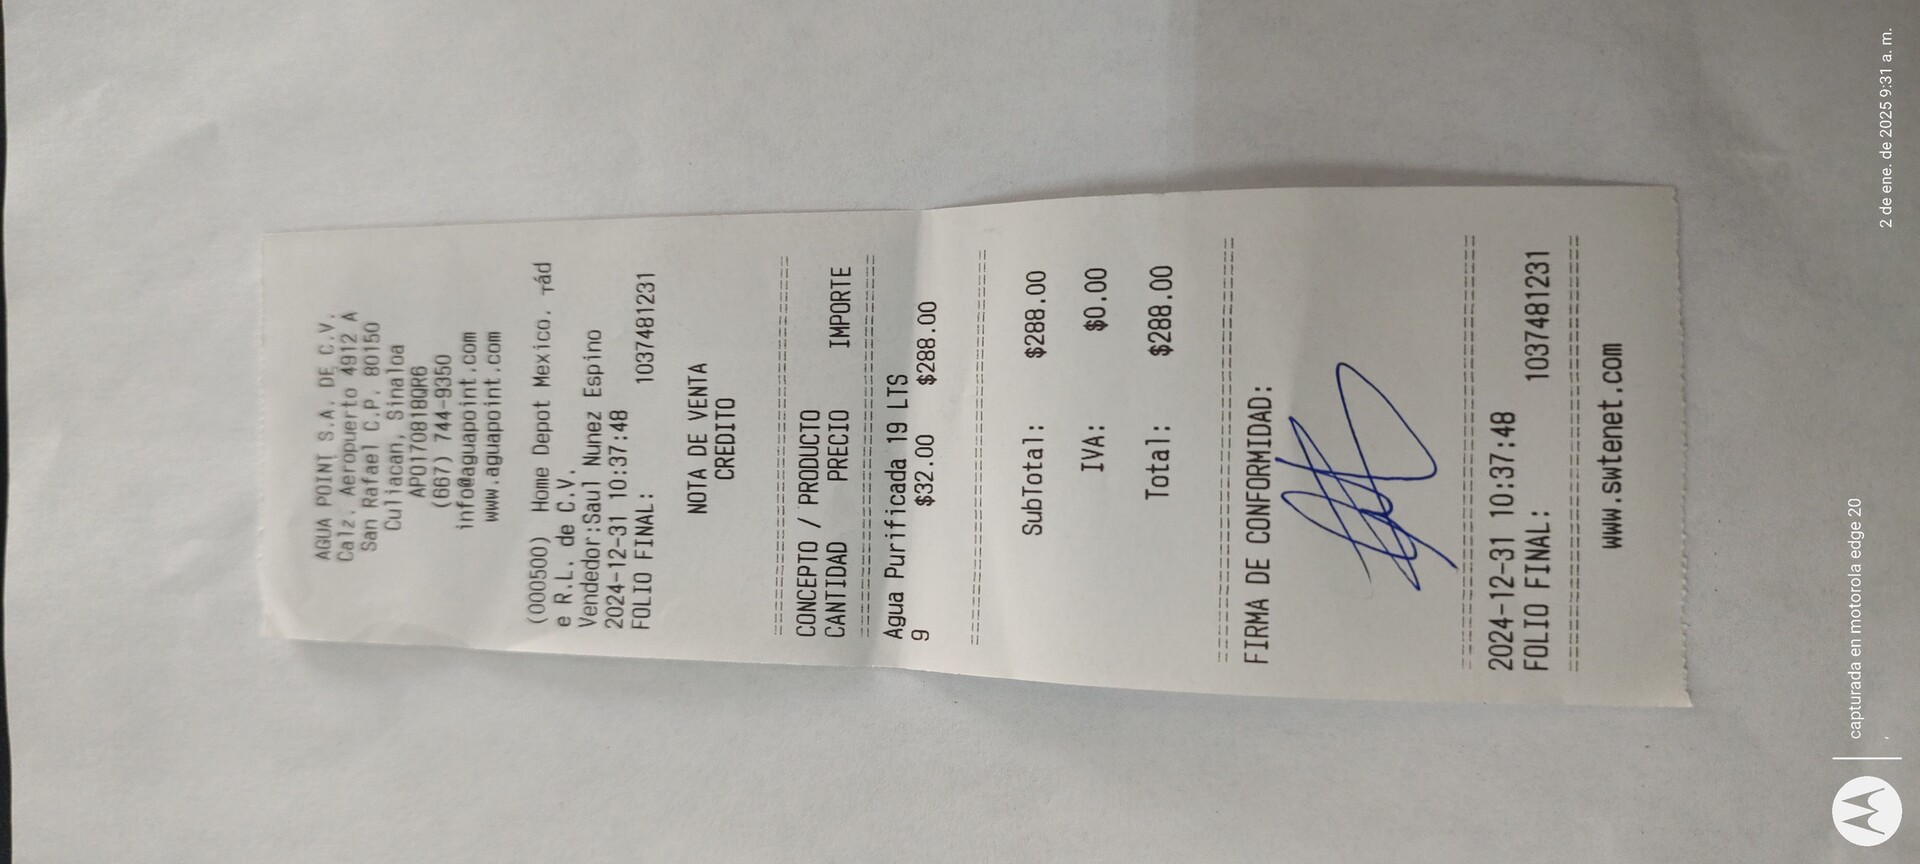 AGUA POINT S.A. DE C.V.
Calz. Aeropuerto 4912 A
San Rafael C.P. 80150
Culiacan, Sinaloa
APO170818QR6
(667) 744-9350
info@aguapoint.com
www.aguapoint.com
(000500) Home Depot Mexico.
e R.L. de C.V.
Vendedor:Saul Nunez Espino
2024-12-31 10:37:48
FOLIO FINAL: 1037481231
NOTA DE VENTA
CREDITO
CONCEPTO / PRODUCTO
CANTIDAD PRECIO IMPORTE
Agua Purificada 19 LTS
9 $32.00 $288.00
SubTotal: $288.00
IVA: $0.00
Total: $288.00
FIRMA DE CONFORMIDAD:
2024-12-31 10:37:48
FOLIO FINAL: 1037481231
www.swtenet.com
capturada en motorola edge 20
2 de ene. de 2025 9:31 a. m.